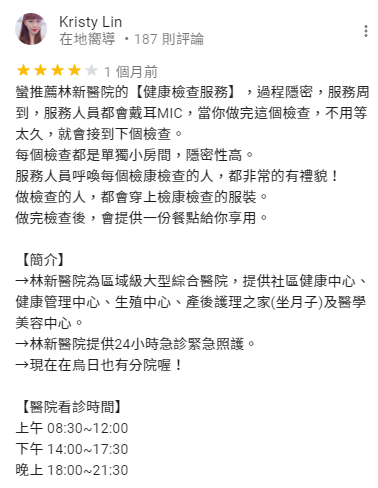 Kristy Lin
在地嚮導 ・187 則評論
1 個月前
蠻推薦林新醫院的【健康檢查服務】，過程隱密，服務周
到，服務人員都會戴耳MIC，當你做完這個檢查，不用等
太久，就會接到下個檢查。
每個檢查都是單獨小房間，隱密性高。
服務人員呼喚每個檢康檢查的人，都非常的有禮貌！
做檢查的人，都會穿上檢康檢查的服裝。
做完檢查後，會提供一份餐點給你享用。
【簡介】
→林新醫院為區域級大型綜合醫院，提供社區健康中心、
健康管理中心、生殖中心、產後護理之家(坐月子)及醫學
美容中心。
→林新醫院提供24小時急診緊急照護。
→現在在烏日也有分院喔！
【醫院看診時間】
上午 08:30~12:00
下午 14:00~17:30
晚上 18:00~21:30